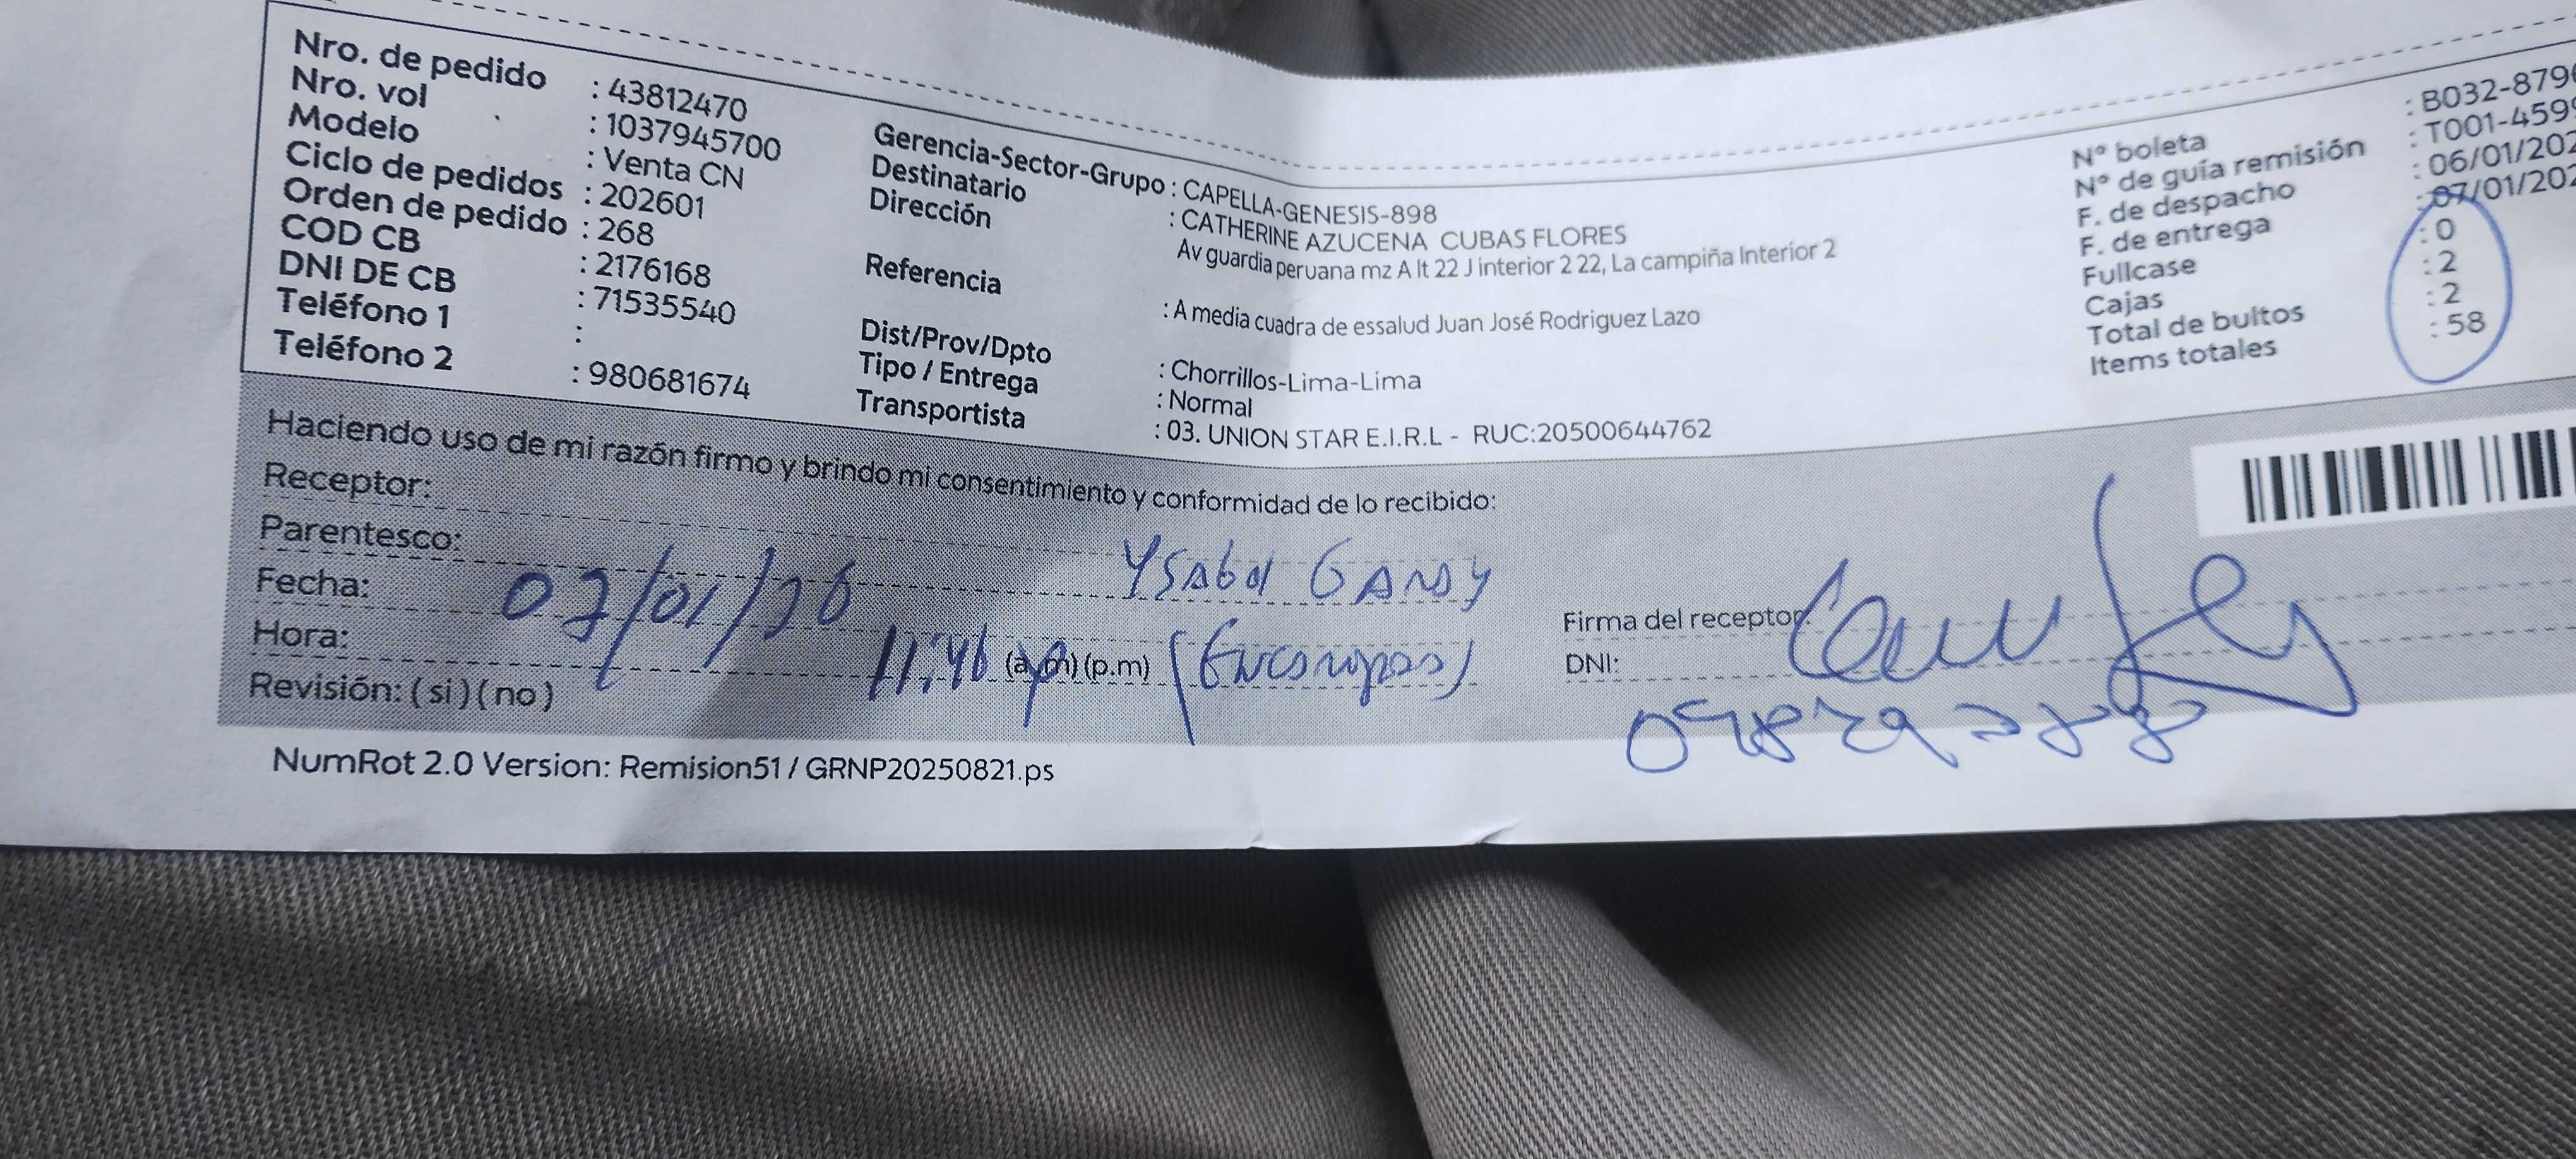 Nro. de pedido : 43812470
Nro. vol : 1037945700
Modelo : Venta CN
Ciclo de pedidos : 202601
Orden de pedido : 268
COD CB : 2176168
DNI DE CB : 71535540
Teléfono 1 :
Teléfono 2 : 980681674
Gerencia-Sector-Grupo : CAPELLA-GENESIS-898
Destinatario : CATHERINE AZUCENA CUBAS FLORES
Dirección Av guardia peruana mz A lt 22 J interior 2 22, La campiña Interior 2
Referencia : A media cuadra de essalud Juan José Rodriguez Lazo
Dist/Prov/Dpto : Chorrillos-Lima-Lima
Tipo / Entrega : Normal
Transportista : 03. UNION STAR E.I.R.L - RUC:20500644762
N° boleta : B032-879
N° de guía remisión : T001-459
F. de despacho : 06/01/202
F. de entrega : 07/01/202
Fullcase : 0
Cajas : 2
Total de bultos : 2
Items totales : 58
Haciendo uso de mi razón firmo y brindo mi consentimiento y conformidad de lo recibido:
Receptor:
Parentesco: Ysabel
Fecha: 07/01/26
Hora: 11:46 (a.m) (p.m)
Revisión: ( si ) ( no )
Firma del receptor:
DNI:
NumRot 2.0 Version: Remision51 / GRNP20250821.ps